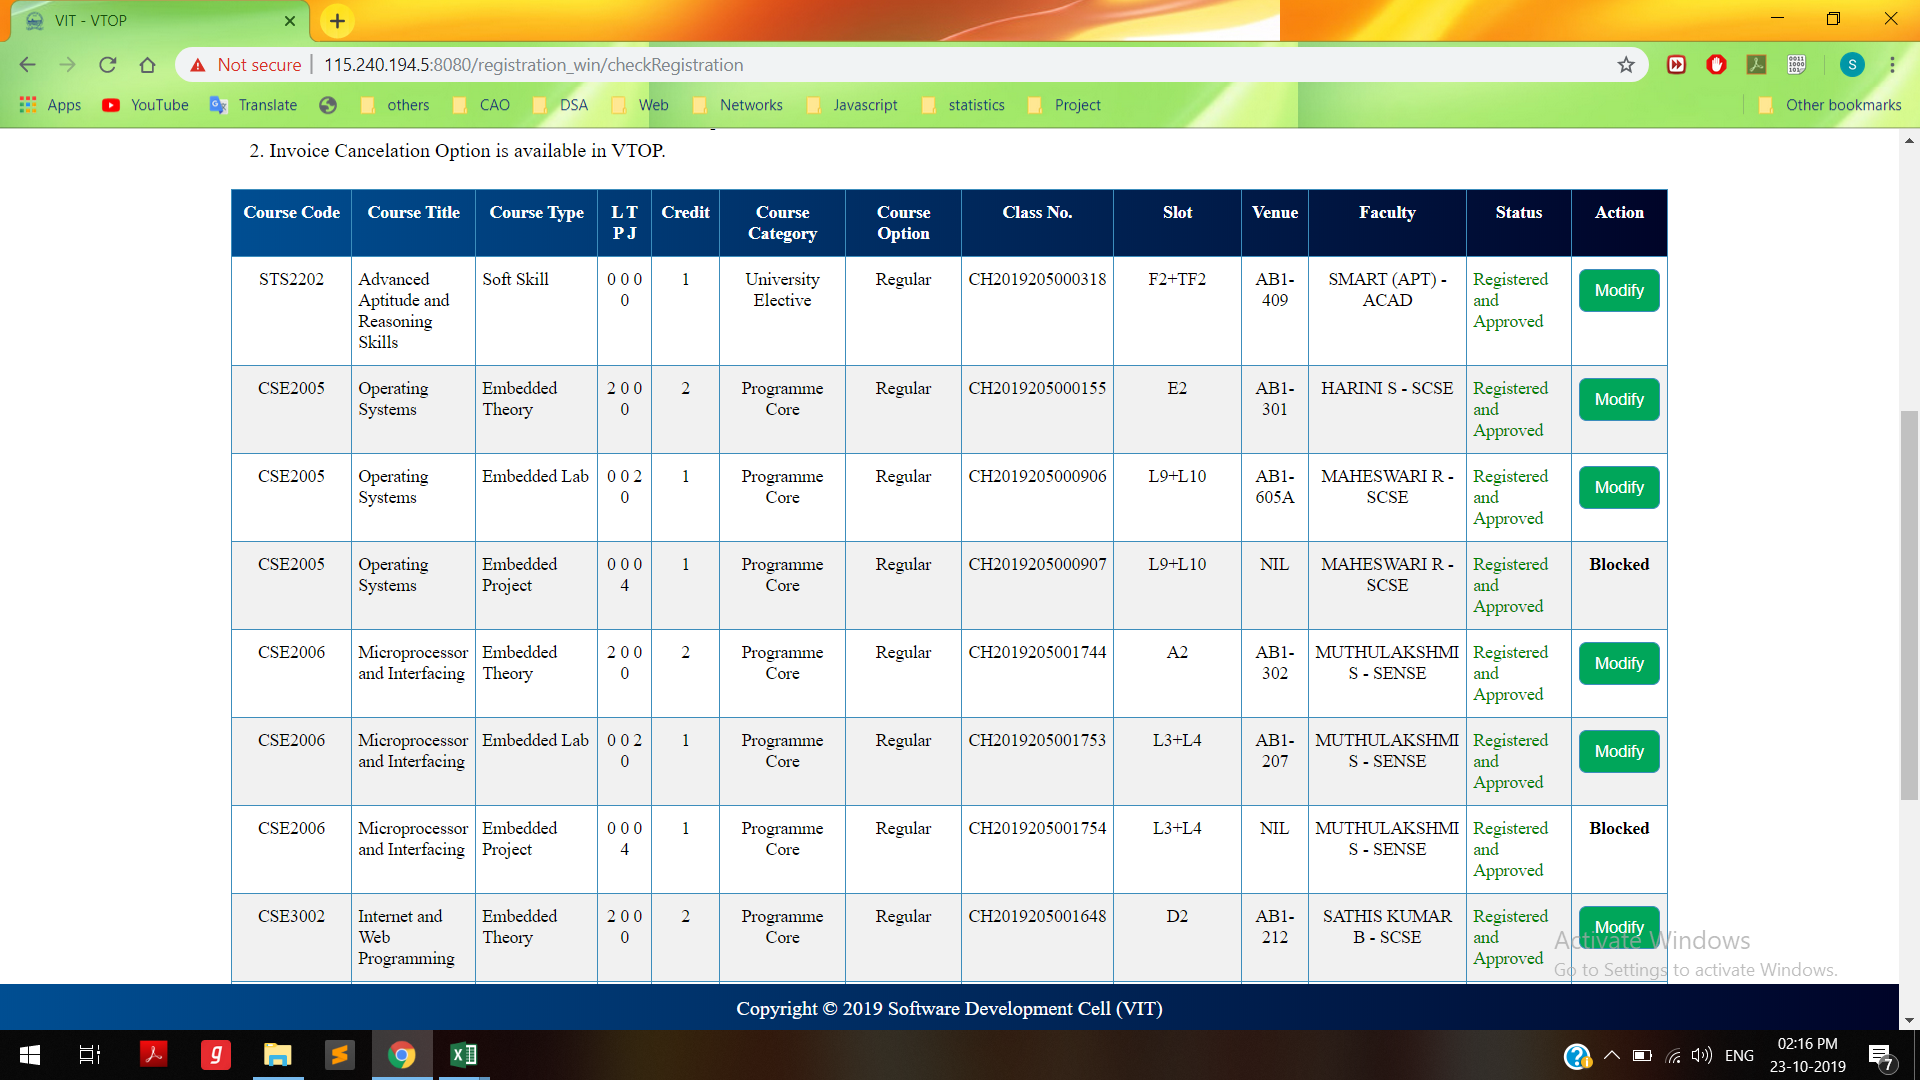 VIT - VTOP
Not secure | 115.240.194.5:8080/registration_win/checkRegistration
S
Apps YouTube Translate others CAO DSA Web Networks Javascript statistics Project Other bookmarks
2. Invoice Cancelation Option is available in VTOP.
Course Code Course Title Course Type L T P J Credit Course Category Course Option Class No. Slot Venue Faculty Status Action
STS2202 Advanced Aptitude and Reasoning Skills Soft Skill 0 0 0 0 1 University Elective Regular CH2019205000318 F2+TF2 AB1-409 SMART (APT) - ACAD Registered and Approved Modify
CSE2005 Operating Systems Embedded Theory 2 0 0 0 2 Programme Core Regular CH2019205000155 E2 AB1-301 HARINI S - SCSE Registered and Approved Modify
CSE2005 Operating Systems Embedded Lab 0 0 2 0 1 Programme Core Regular CH2019205000906 L9+L10 AB1-605A MAHESWARI R - SCSE Registered and Approved Modify
CSE2005 Operating Systems Embedded Project 0 0 0 4 1 Programme Core Regular CH2019205000907 L9+L10 NIL MAHESWARI R - SCSE Registered and Approved Blocked
CSE2006 Microprocessor and Interfacing Embedded Theory 2 0 0 0 2 Programme Core Regular CH2019205001744 A2 AB1-302 MUTHULAKSHMI S - SENSE Registered and Approved Modify
CSE2006 Microprocessor and Interfacing Embedded Lab 0 0 2 0 1 Programme Core Regular CH2019205001753 L3+L4 AB1-207 MUTHULAKSHMI S - SENSE Registered and Approved Modify
CSE2006 Microprocessor and Interfacing Embedded Project 0 0 0 4 1 Programme Core Regular CH2019205001754 L3+L4 NIL MUTHULAKSHMI S - SENSE Registered and Approved Blocked
CSE3002 Internet and Web Programming Embedded Theory 2 0 0 0 2 Programme Core Regular CH2019205001648 D2 AB1-212 SATHIS KUMAR B - SCSE Registered and Approved Modify
Activate Windows
Go to Settings to activate Windows.
Copyright © 2019 Software Development Cell (VIT)
ENG
02:16 PM
23-10-2019
7